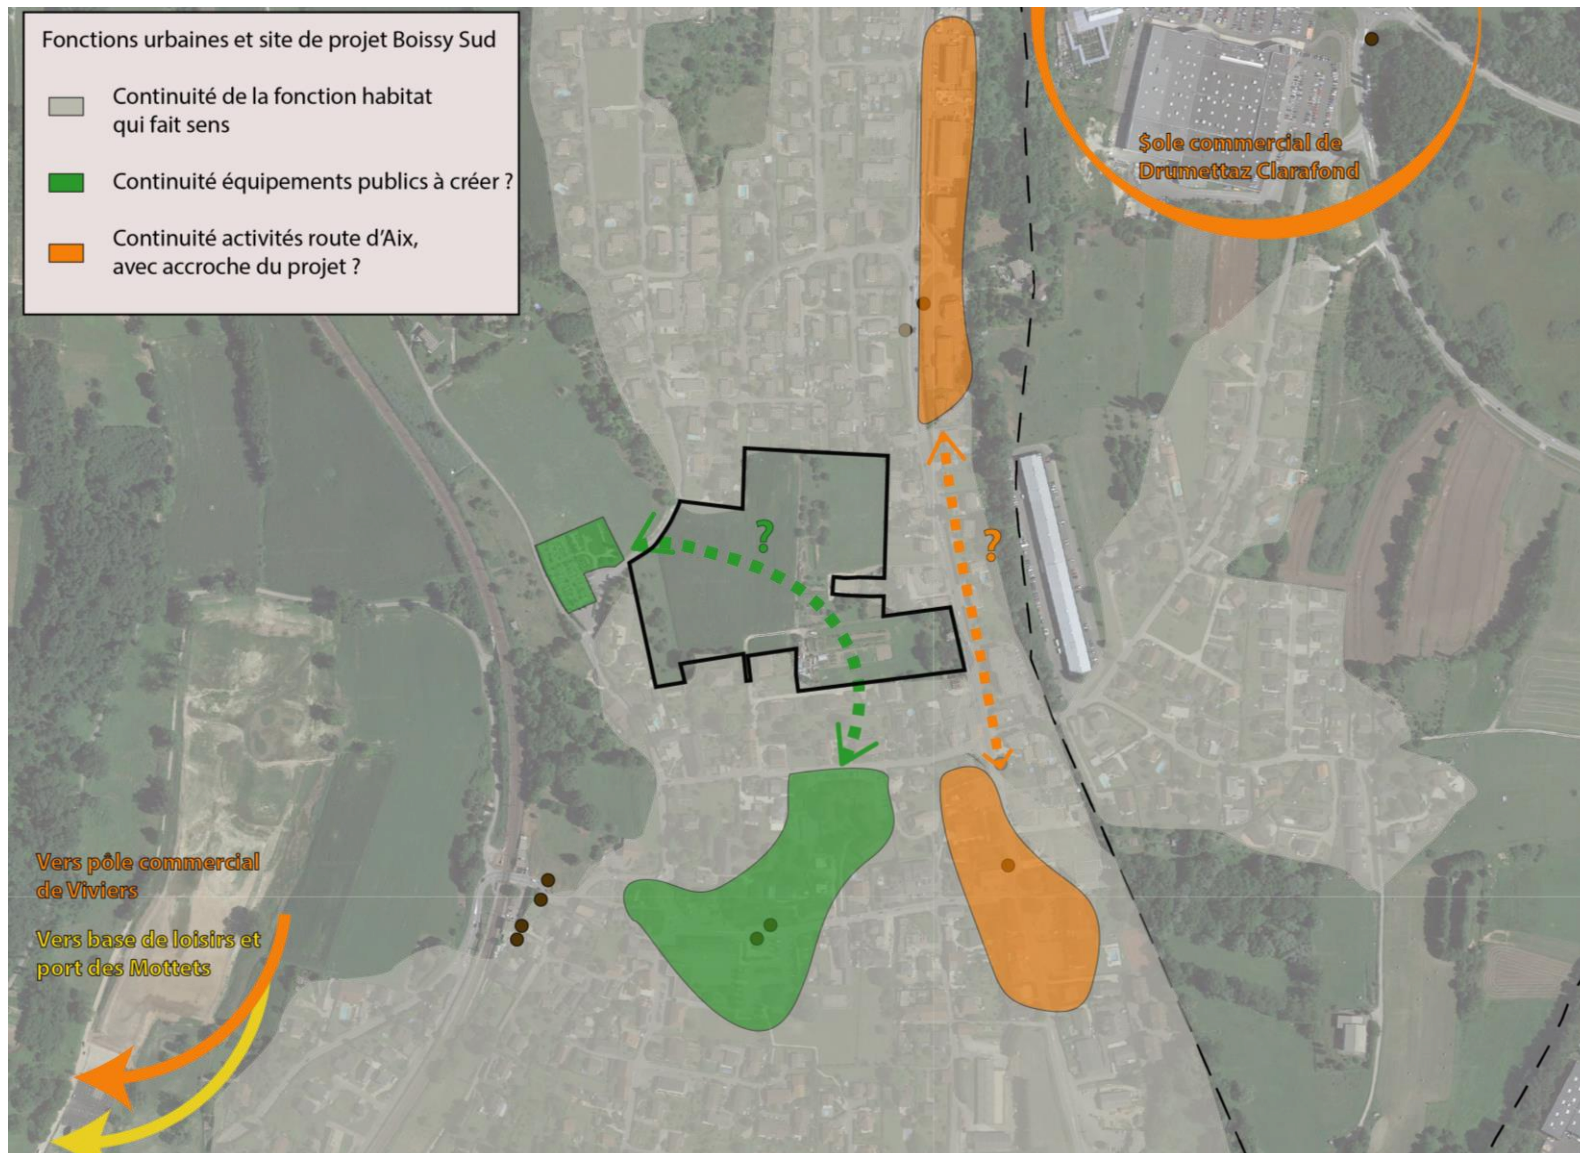 Fonctions urbaines et site de projet Boissy Sud
Continuité de la fonction habitat
qui fait sens
Continuité équipements publics à créer ?
Continuité activités route d'Aix,
avec accroche du projet ?
$ole commercial de
Drumettaz Clarafond
?
?
Vers pôle commercial
de Viviers
Vers base de loisirs et
port des Mottets